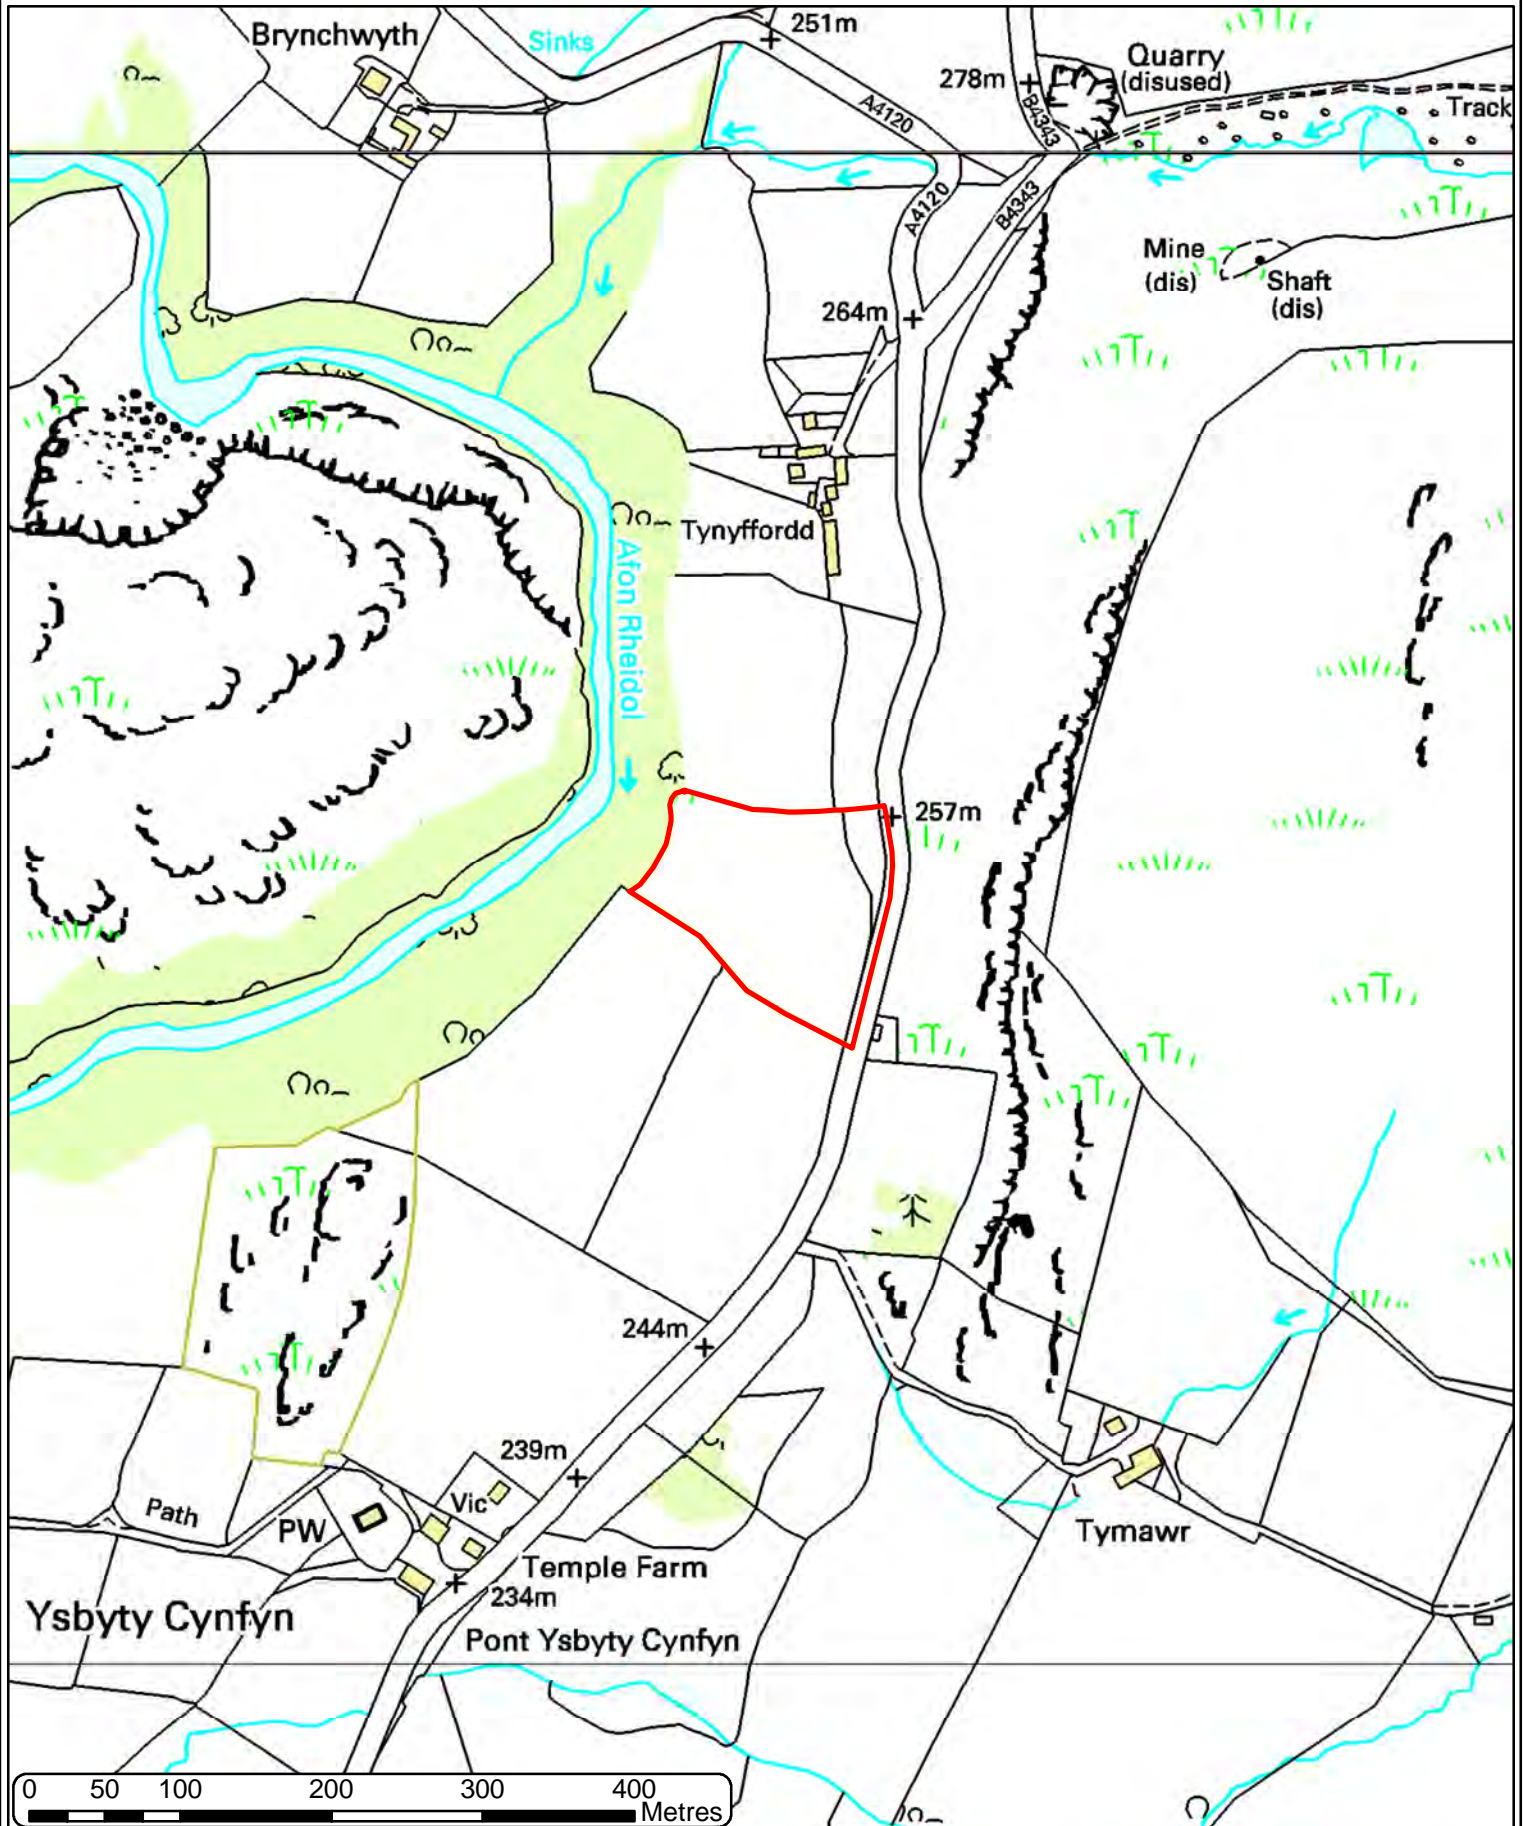 Brynchwyth
Sinks
251m
278m
Quarry
(disused)
A4120
B4343
Track
A4120
B4343
Mine
(dis)
Shaft
(dis)
264m
Tynyffordd
Afon Rheidol
257m
244m
239m
Vic
Path
PW
Temple Farm
Tymawr
234m
Ysbyty Cynfyn
Pont Ysbyty Cynfyn
0 50 100 200 300 400
Metres